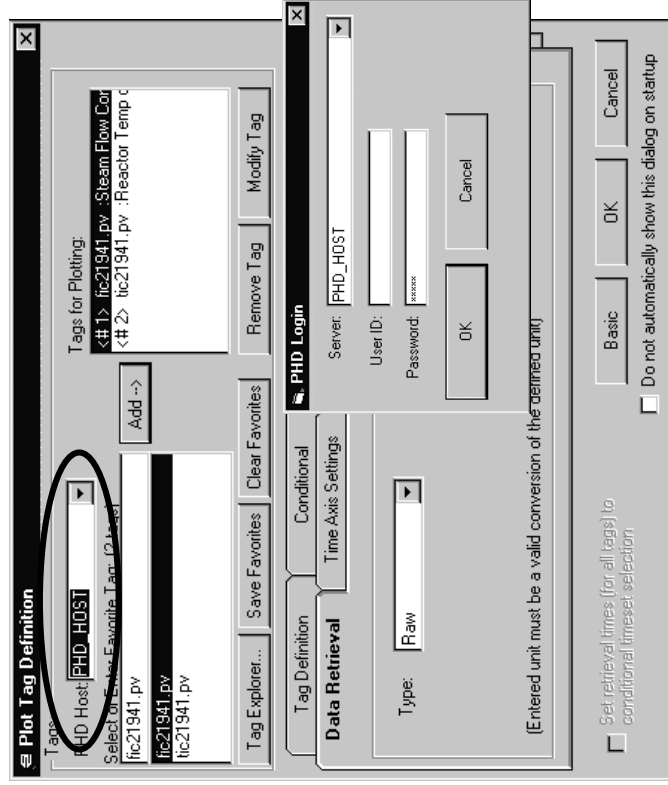 Plot Tag Definition
Tags
PHD Host: PHD_HOST
Select or Enter Favorite Tag: (2 tags)
fic21941.pv
fic21941.pv
tic21941.pv
Add -->
Tags for Plotting:
<# 1> fic21941.pv :Steam Flow Cor
<# 2> tic21941.pv :Reactor Temp c
Tag Explorer...
Save Favorites
Clear Favorites
Remove Tag
Modify Tag
Tag Definition
Conditional
Data Retrieval
Time Axis Settings
Type: Raw
(Entered unit must be a valid conversion of the defined unit)
PHD Login
Server: PHD_HOST
User ID:
Password: xxxxx
OK
Cancel
Set retrieval times (for all tags) to
conditional timeset selection
Basic
OK
Cancel
Do not automatically show this dialog on startup